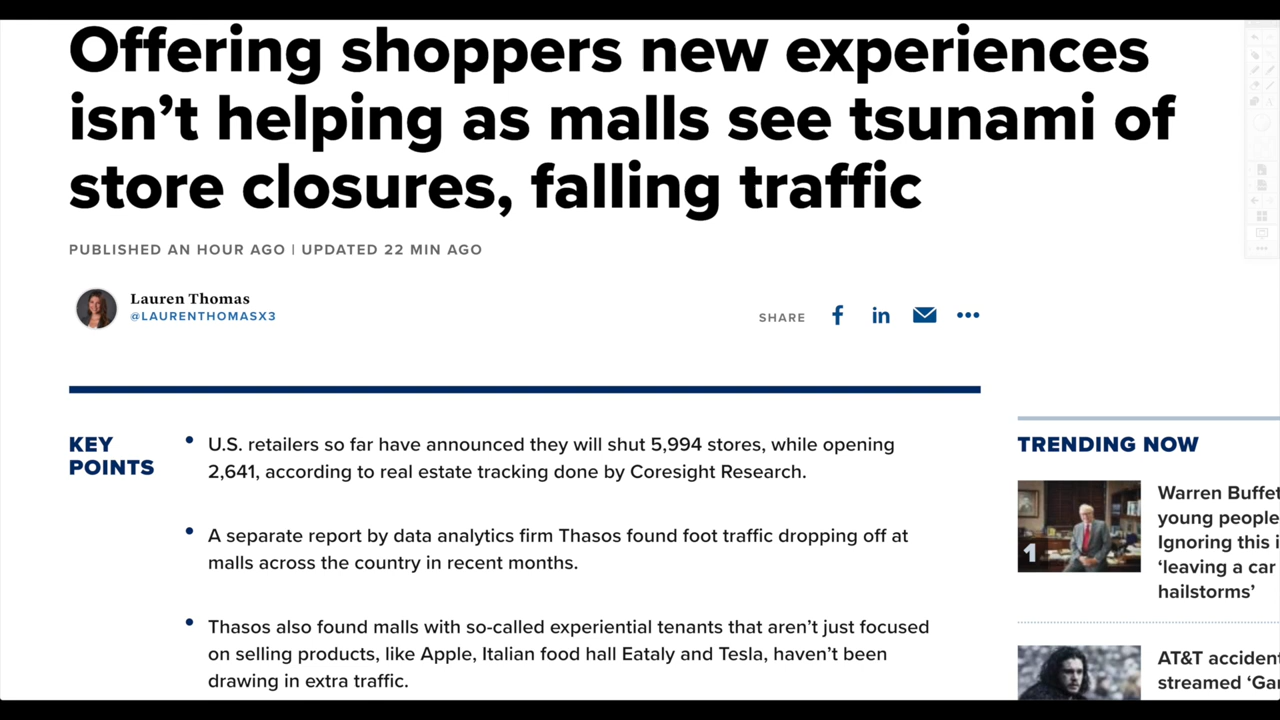 Offering shoppers new experiences
isn’t helping as malls see tsunami of
store closures, falling traffic
PUBLISHED AN HOUR AGO | UPDATED 22 MIN AGO
Lauren Thomas
@LAURENTHOMASX3
SHARE
KEY
POINTS
• U.S. retailers so far have announced they will shut 5,994 stores, while opening
2,641, according to real estate tracking done by Coresight Research.
• A separate report by data analytics firm Thasos found foot traffic dropping off at
malls across the country in recent months.
• Thasos also found malls with so-called experiential tenants that aren’t just focused
on selling products, like Apple, Italian food hall Eataly and Tesla, haven’t been
drawing in extra traffic.
TRENDING NOW
1
Warren Buffet
young people
Ignoring this i
‘leaving a car
hailstorms’
AT&T acciden
streamed ‘Ga